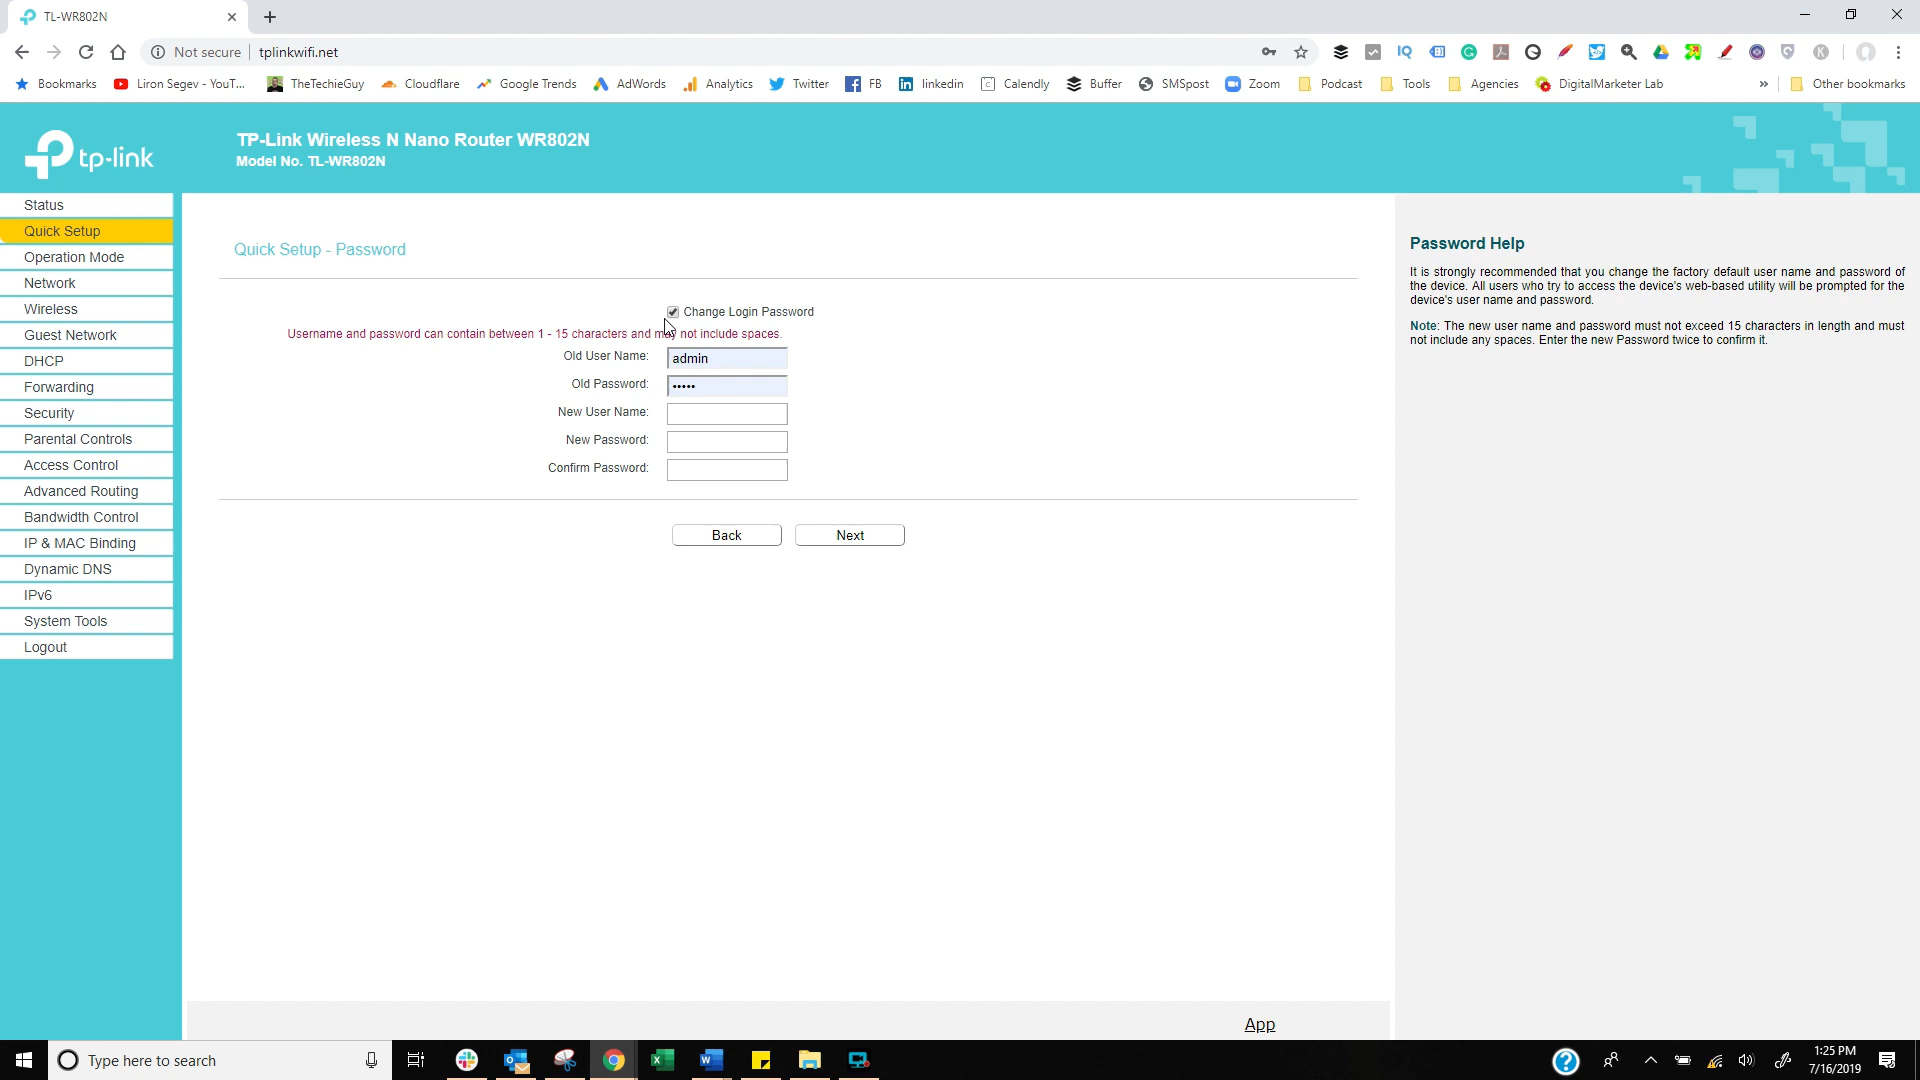 TL-WR802N
Not secure | tplinkwifi.net
Bookmarks Liron Segev - YouT... TheTechieGuy Cloudflare Google Trends AdWords Analytics Twitter FB linkedin Calendly Buffer SMSpost Zoom Podcast Tools Agencies DigitalMarketer Lab » Other bookmarks
tp-link
TP-Link Wireless N Nano Router WR802N
Model No. TL-WR802N
Status
Quick Setup
Operation Mode
Network
Wireless
Guest Network
DHCP
Forwarding
Security
Parental Controls
Access Control
Advanced Routing
Bandwidth Control
IP & MAC Binding
Dynamic DNS
IPv6
System Tools
Logout
Quick Setup - Password
Change Login Password
Username and password can contain between 1 - 15 characters and may not include spaces.
Old User Name: admin
Old Password: •••••
New User Name:
New Password:
Confirm Password:
Back Next
Password Help
It is strongly recommended that you change the factory default user name and password of
the device. All users who try to access the device's web-based utility will be prompted for the
device's user name and password.
Note: The new user name and password must not exceed 15 characters in length and must
not include any spaces. Enter the new Password twice to confirm it.
App
Type here to search
1:25 PM
7/16/2019